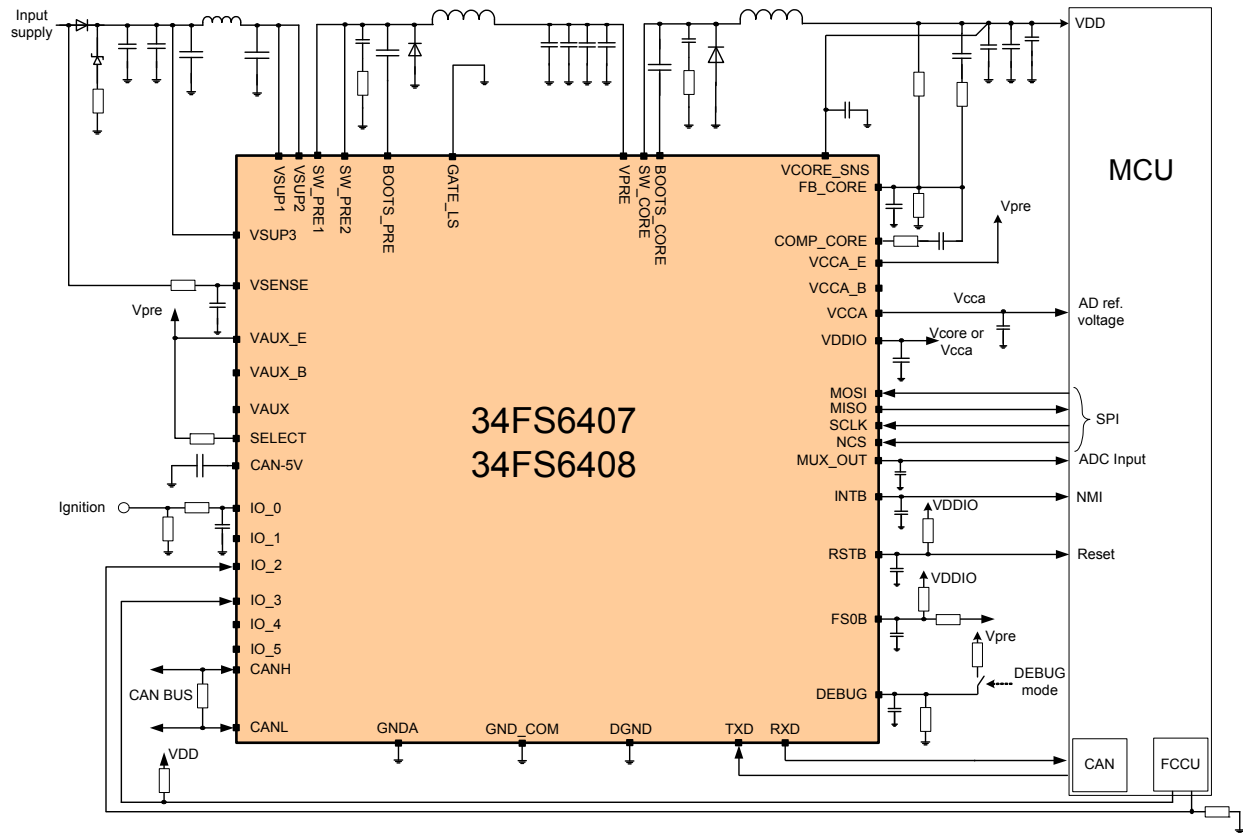 Input
supply
VDD
MCU
VSUP1
VSUP2
SW_PRE1
SW_PRE2
BOOTS_PRE
GATE_LS
VPRE
SW_CORE
BOOTS_CORE
VCORE_SNS
FB_CORE
COMP_CORE
VCCA_E
VCCA_B
VCCA
VDDIO
MOSI
MISO
SCLK
NCS
MUX_OUT
INTB
RSTB
FS0B
DEBUG
VSUP3
VSENSE
Vpre
VAUX_E
VAUX_B
VAUX
SELECT
CAN-5V
Ignition
IO_0
IO_1
IO_2
IO_3
IO_4
IO_5
CANH
CAN BUS
CANL
VDD
34FS6407
34FS6408
GNDA
GND_COM
DGND
TXD
RXD
Vpre
Vcca
AD ref.
voltage
Vcore or
Vcca
SPI
ADC Input
NMI
VDDIO
Reset
VDDIO
Vpre
DEBUG
mode
CAN
FCCU